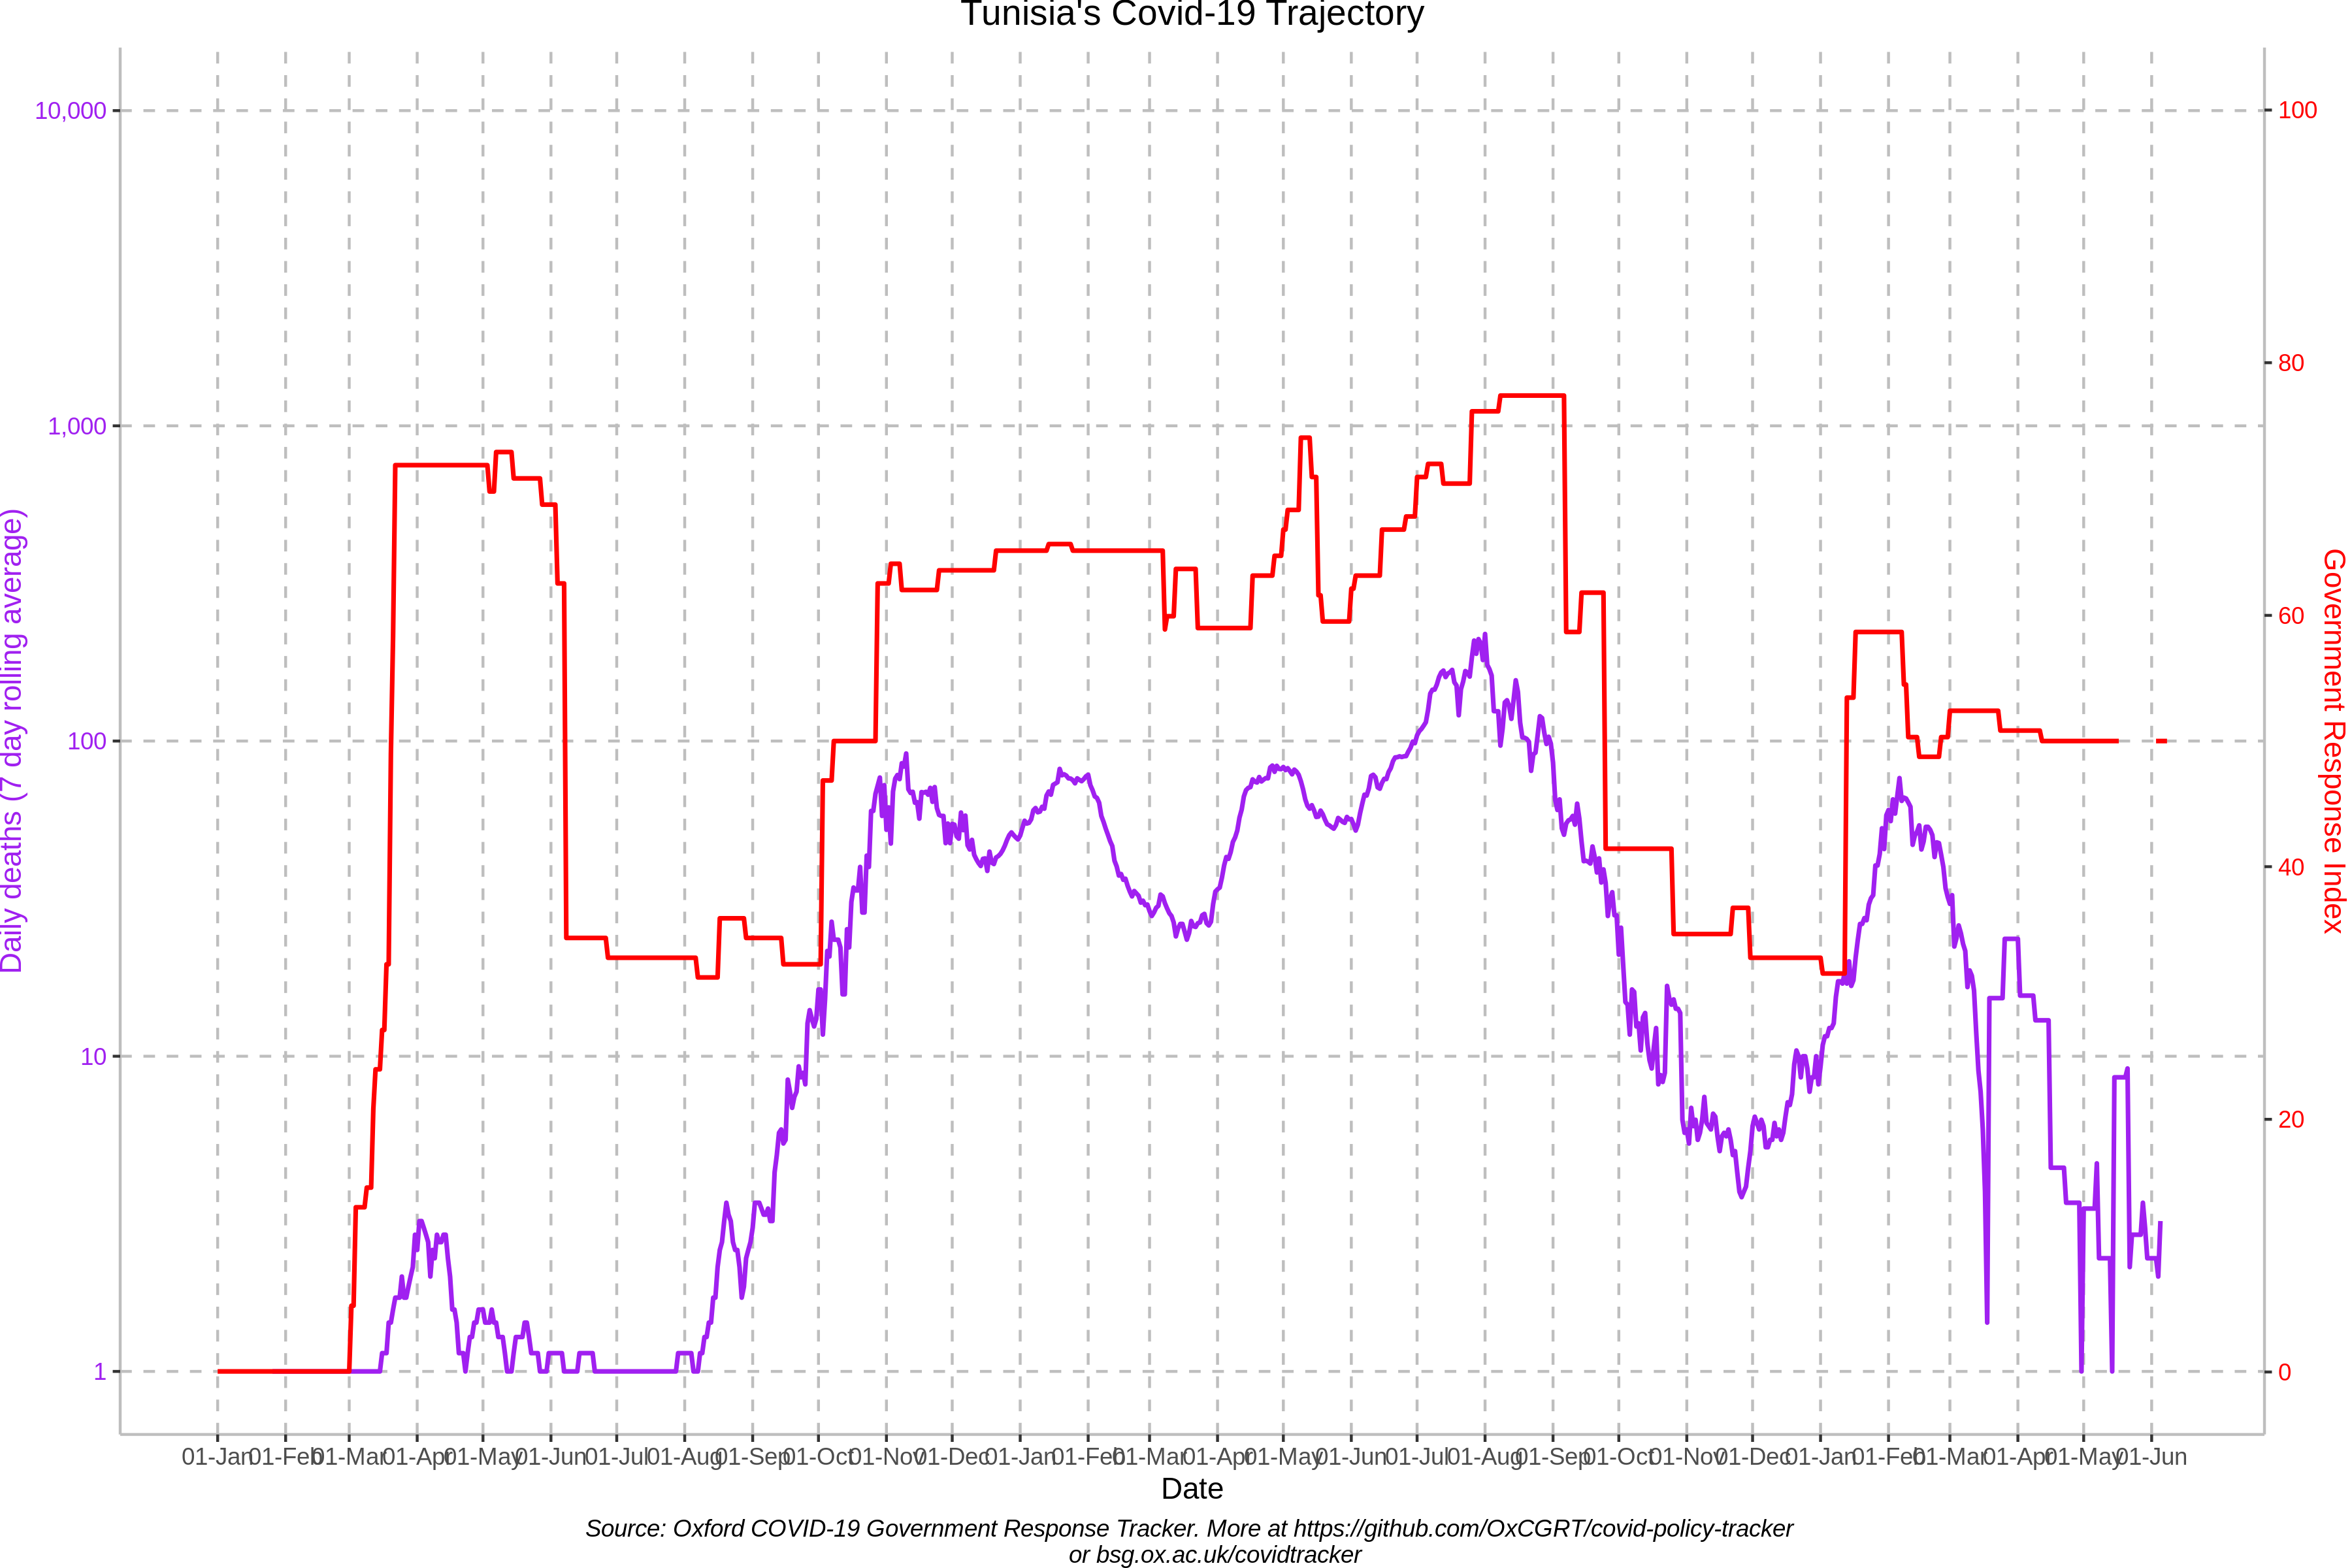 Tunisia's Covid-19 Trajectory
10,000
1,000
100
10
1
Daily deaths (7 day rolling average)
100
80
60
40
20
0
Government Response Index
01-Jan 01-Feb 01-Mar 01-Apr 01-May 01-Jun 01-Jul 01-Aug 01-Sep 01-Oct 01-Nov 01-Dec 01-Jan 01-Feb 01-Mar 01-Apr 01-May 01-Jun 01-Jul 01-Aug 01-Sep 01-Oct 01-Nov 01-Dec 01-Jan 01-Feb 01-Mar 01-Apr 01-May 01-Jun
Date
Source: Oxford COVID-19 Government Response Tracker. More at https://github.com/OxCGRT/covid-policy-tracker
or bsg.ox.ac.uk/covidtracker